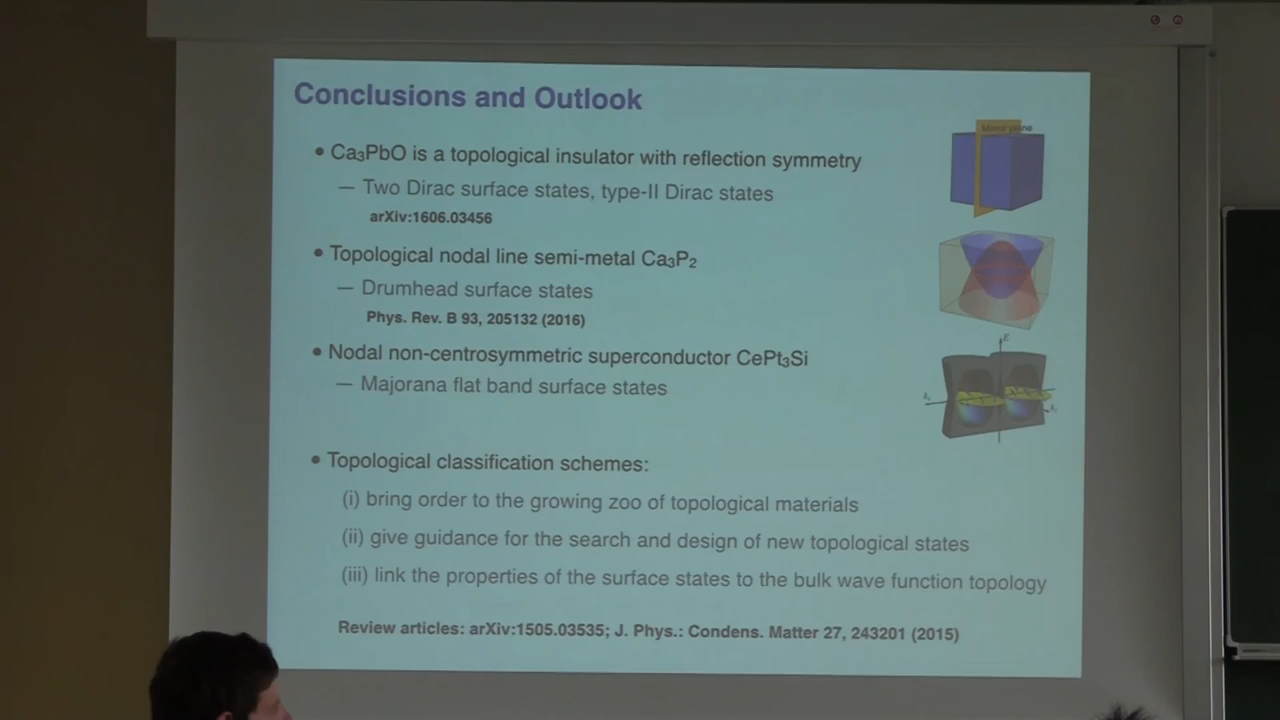 Conclusions and Outlook
Mirror plane
• Ca₃PbO is a topological insulator with reflection symmetry
— Two Dirac surface states, type-II Dirac states
arXiv:1606.03456
• Topological nodal line semi-metal Ca₃P₂
— Drumhead surface states
Phys. Rev. B 93, 205132 (2016)
E
• Nodal non-centrosymmetric superconductor CePt₃Si
— Majorana flat band surface states
• Topological classification schemes:
(i) bring order to the growing zoo of topological materials
(ii) give guidance for the search and design of new topological states
(iii) link the properties of the surface states to the bulk wave function topology
Review articles: arXiv:1505.03535; J. Phys.: Condens. Matter 27, 243201 (2015)